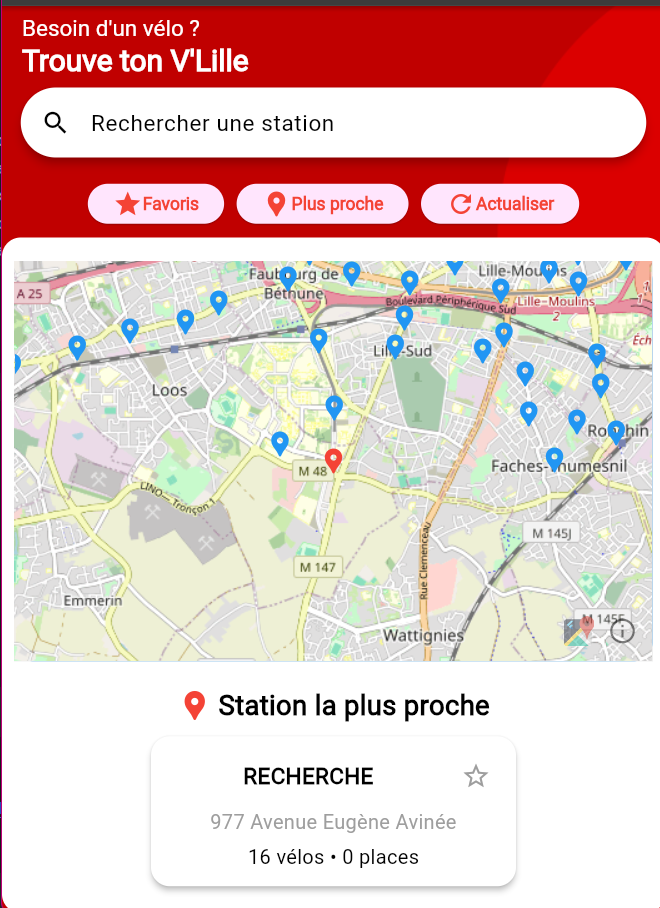 Besoin d'un vélo ?
Trouve ton V'Lille
Rechercher une station
Favoris
Plus proche
Actualiser
Faubourg de
Béthune
Lille-Moulins
A 25
Boulevard Périphérique Sud
Lille-Moulins
2
1
Lille-Sud
Loos
M 48
Faches-Thumesnil
LINO — Tronçon 1
M 145J
Rue Clemenceau
M 147
Emmerin
Wattignies
Station la plus proche
RECHERCHE
977 Avenue Eugène Avinée
16 vélos • 0 places